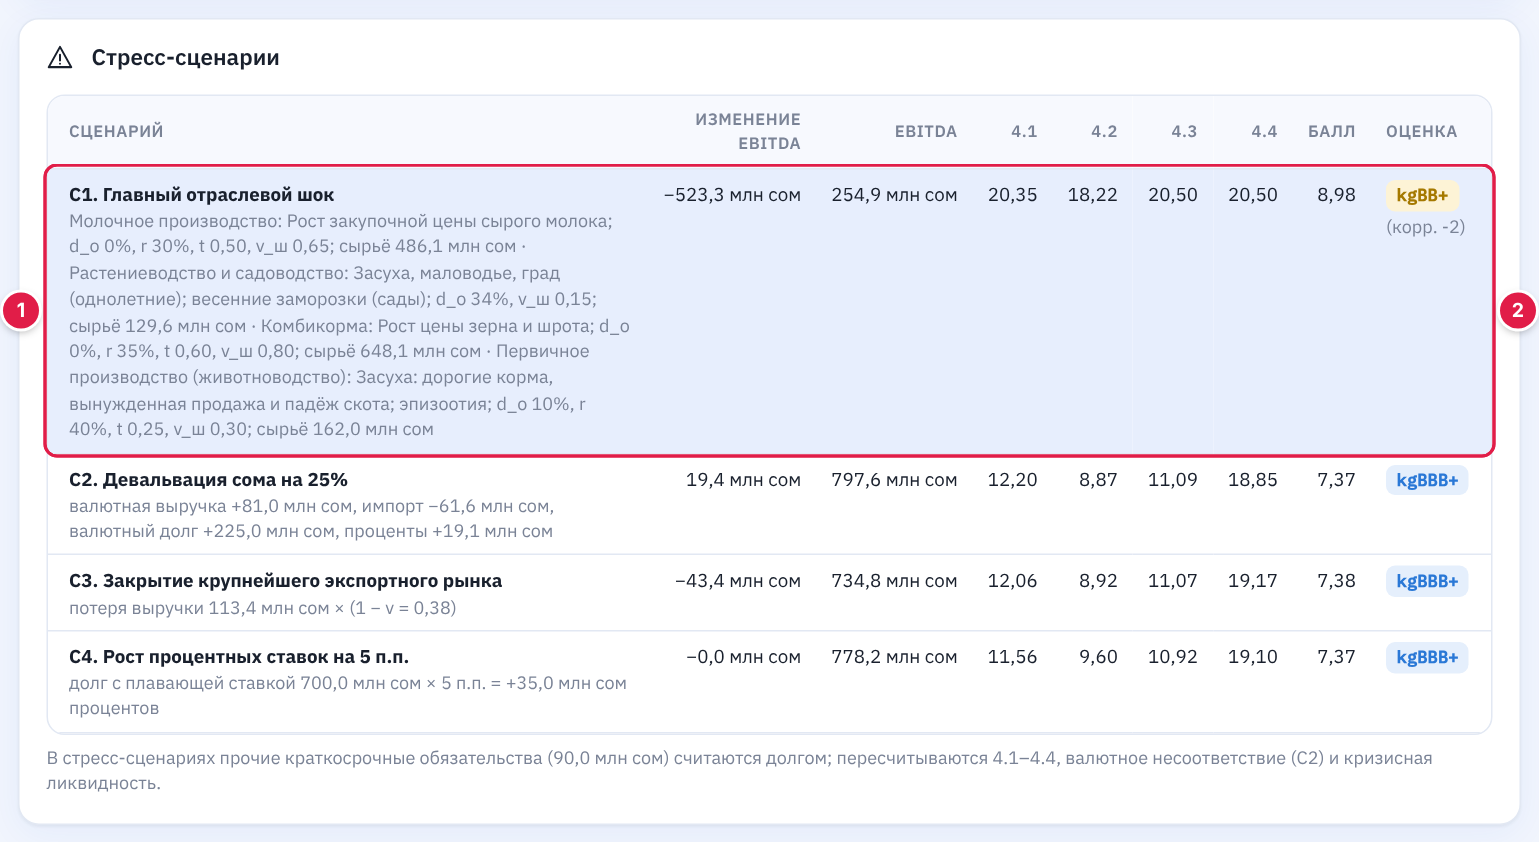 Стресс-сценарии
СЦЕНАРИЙ
ИЗМЕНЕНИЕ
EBITDA
EBITDA
4.1
4.2
4.3
4.4
БАЛЛ
ОЦЕНКА
1
2
С1. Главный отраслевой шок
−523,3 млн сом
254,9 млн сом
20,35
18,22
20,50
20,50
8,98
kgBB+
(корр. -2)
Молочное производство: Рост закупочной цены сырого молока;
d_o 0%, r 30%, t 0,50, v_ш 0,65; сырьё 486,1 млн сом ·
Растениеводство и садоводство: Засуха, маловодье, град
(однолетние); весенние заморозки (сады); d_o 34%, v_ш 0,15;
сырьё 129,6 млн сом · Комбикорма: Рост цены зерна и шрота; d_o
0%, r 35%, t 0,60, v_ш 0,80; сырьё 648,1 млн сом · Первичное
производство (животноводство): Засуха: дорогие корма,
вынужденная продажа и падёж скота; эпизоотия; d_o 10%, r
40%, t 0,25, v_ш 0,30; сырьё 162,0 млн сом
С2. Девальвация сома на 25%
19,4 млн сом
797,6 млн сом
12,20
8,87
11,09
18,85
7,37
kgBBB+
валютная выручка +81,0 млн сом, импорт −61,6 млн сом,
валютный долг +225,0 млн сом, проценты +19,1 млн сом
С3. Закрытие крупнейшего экспортного рынка
−43,4 млн сом
734,8 млн сом
12,06
8,92
11,07
19,17
7,38
kgBBB+
потеря выручки 113,4 млн сом × (1 − v = 0,38)
С4. Рост процентных ставок на 5 п.п.
−0,0 млн сом
778,2 млн сом
11,56
9,60
10,92
19,10
7,37
kgBBB+
долг с плавающей ставкой 700,0 млн сом × 5 п.п. = +35,0 млн сом
процентов
В стресс-сценариях прочие краткосрочные обязательства (90,0 млн сом) считаются долгом; пересчитываются 4.1–4.4, валютное несоответствие (С2) и кризисная
ликвидность.